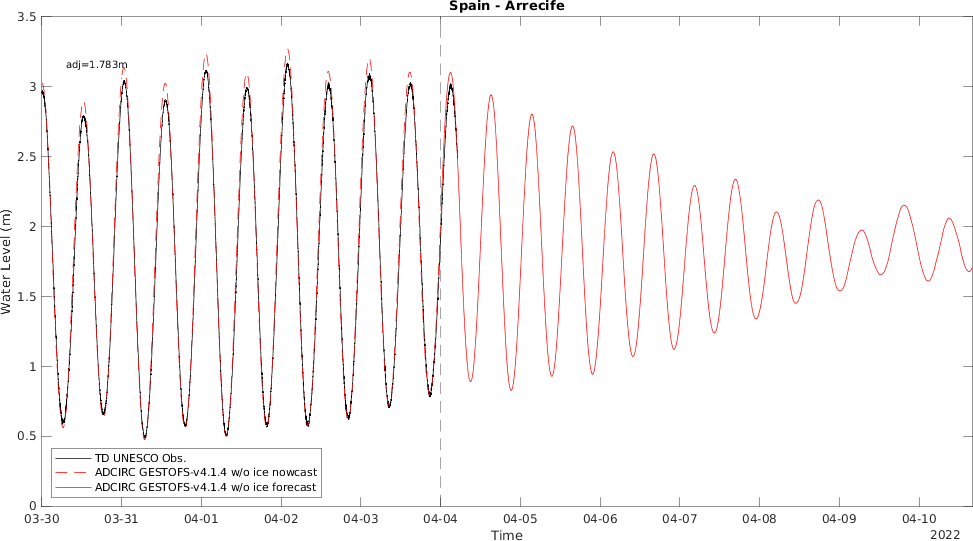 Spain - Arrecife
adj=1.783m
Water Level (m)
3.5
3
2.5
2
1.5
1
0.5
0
TD UNESCO Obs.
ADCIRC GESTOFS-v4.1.4 w/o ice nowcast
ADCIRC GESTOFS-v4.1.4 w/o ice forecast
03-30 03-31 04-01 04-02 04-03 04-04 04-05 04-06 04-07 04-08 04-09 04-10
Time
2022